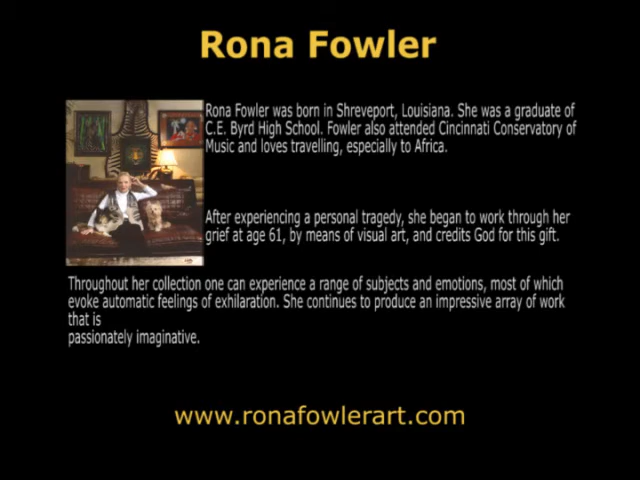 Rona Fowler
Rona Fowler was born in Shreveport, Louisiana. She was a graduate of
C.E. Byrd High School. Fowler also attended Cincinnati Conservatory of
Music and loves travelling, especially to Africa.
After experiencing a personal tragedy, she began to work through her
grief at age 61, by means of visual art, and credits God for this gift.
Throughout her collection one can experience a range of subjects and emotions, most of which
evoke automatic feelings of exhilaration. She continues to produce an impressive array of work
that is
passionately imaginative.
www.ronafowlerart.com